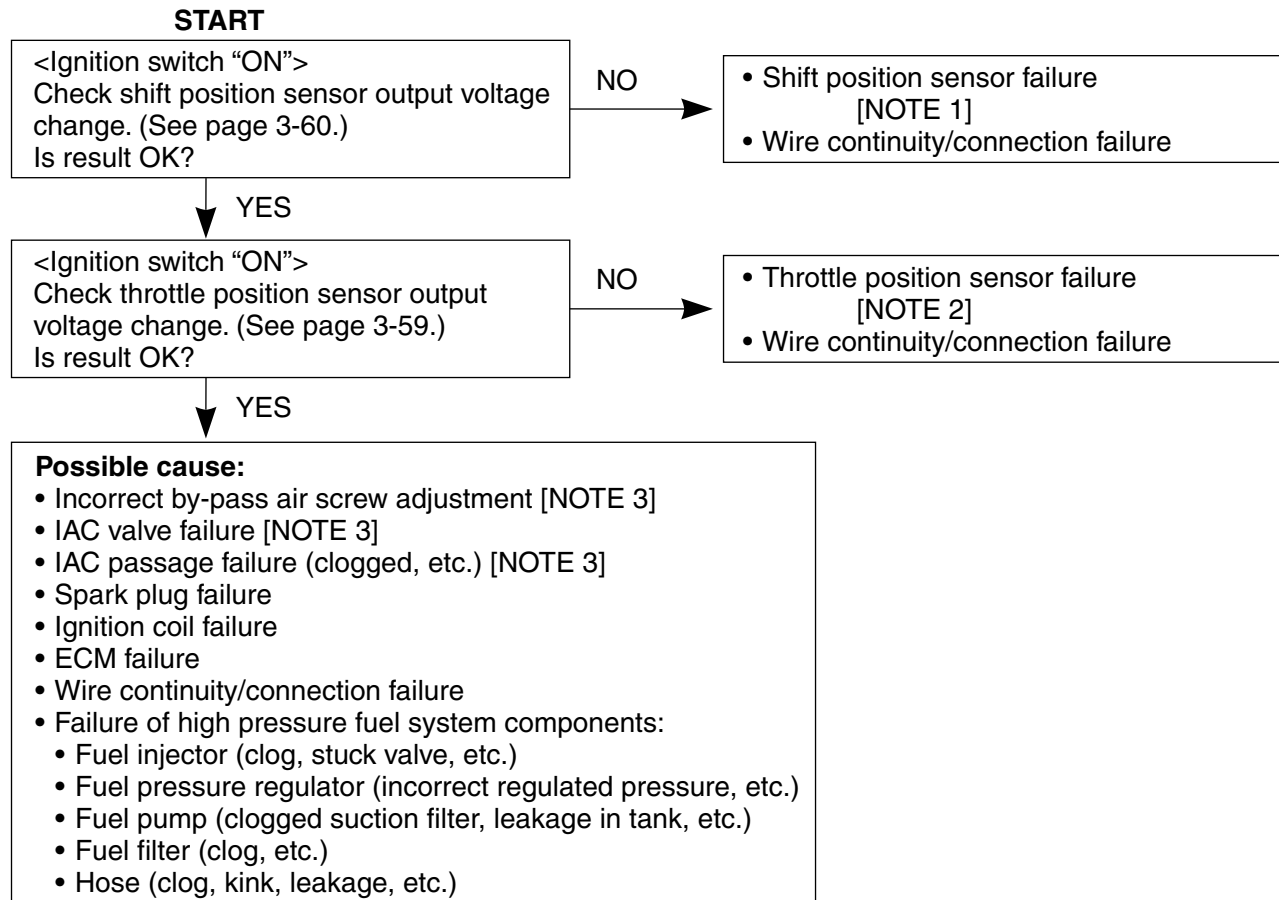 START
<Ignition switch “ON”>
Check shift position sensor output voltage
change. (See page 3-60.)
Is result OK?
NO
• Shift position sensor failure
[NOTE 1]
• Wire continuity/connection failure
YES
<Ignition switch “ON”>
Check throttle position sensor output
voltage change. (See page 3-59.)
Is result OK?
NO
• Throttle position sensor failure
[NOTE 2]
• Wire continuity/connection failure
YES
Possible cause:
• Incorrect by-pass air screw adjustment [NOTE 3]
• IAC valve failure [NOTE 3]
• IAC passage failure (clogged, etc.) [NOTE 3]
• Spark plug failure
• Ignition coil failure
• ECM failure
• Wire continuity/connection failure
• Failure of high pressure fuel system components:
• Fuel injector (clog, stuck valve, etc.)
• Fuel pressure regulator (incorrect regulated pressure, etc.)
• Fuel pump (clogged suction filter, leakage in tank, etc.)
• Fuel filter (clog, etc.)
• Hose (clog, kink, leakage, etc.)